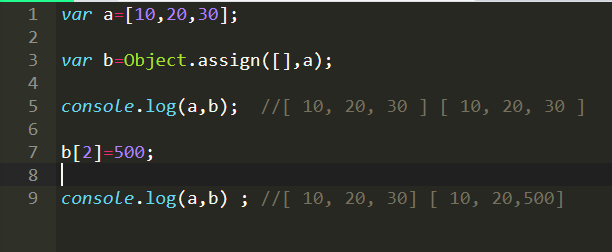 1 var a=[10,20,30];
2
3 var b=Object.assign([],a);
4
5 console.log(a,b);  //[ 10, 20, 30 ] [ 10, 20, 30 ]
6
7 b[2]=500;
8
9 console.log(a,b) ; //[ 10, 20, 30] [ 10, 20,500]